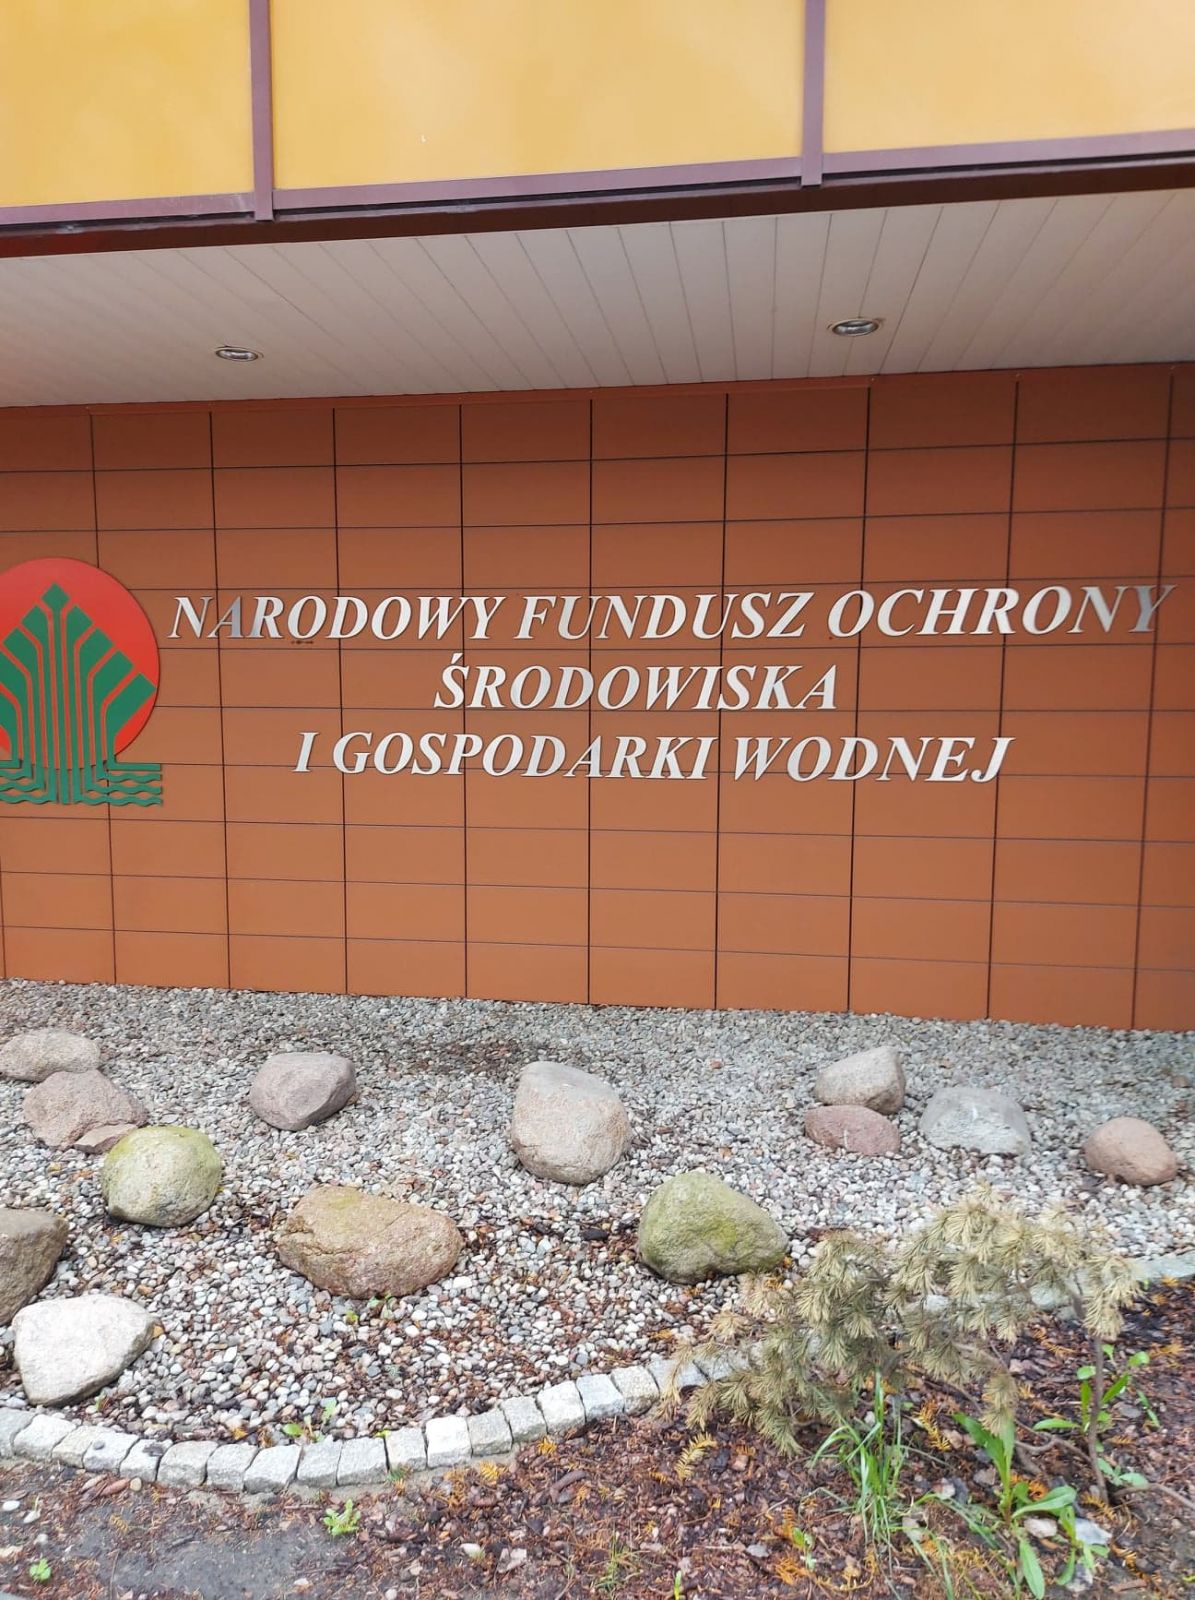 NARODOWY FUNDUSZ OCHRONY
ŚRODOWISKA
I GOSPODARKI WODNEJ